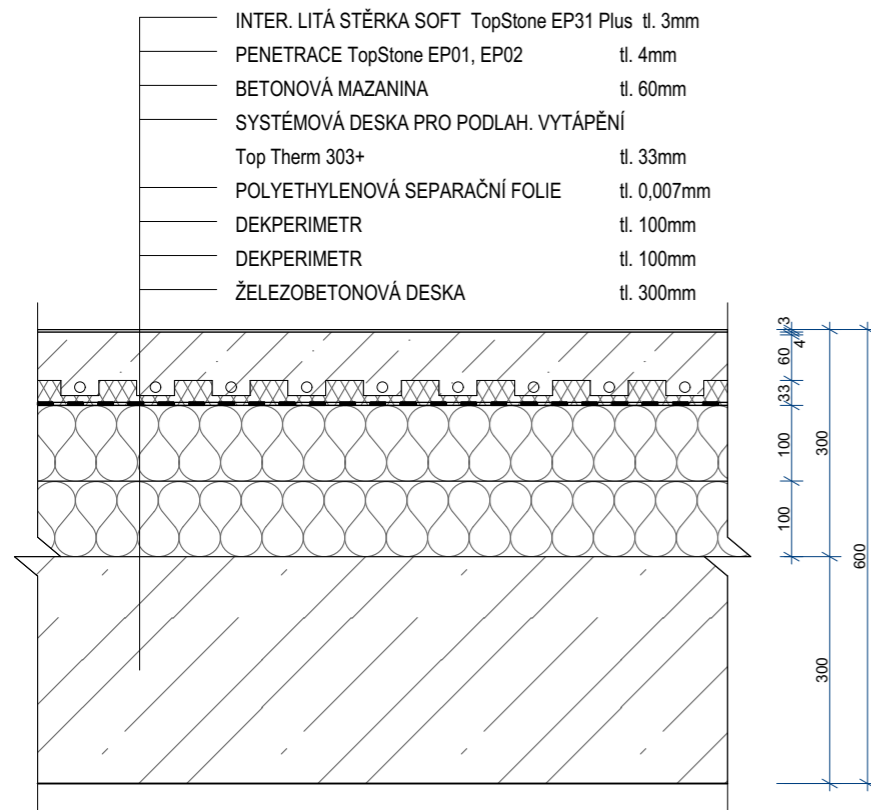 INTER. LITÁ STĚRKA SOFT TopStone EP31 Plus tl. 3mm
PENETRACE TopStone EP01, EP02 tl. 4mm
BETONOVÁ MAZANINA tl. 60mm
SYSTÉMOVÁ DESKA PRO PODLAH. VYTÁPĚNÍ
Top Therm 303+ tl. 33mm
POLYETHYLENOVÁ SEPARAČNÍ FOLIE tl. 0,007mm
DEKPERIMETR tl. 100mm
DEKPERIMETR tl. 100mm
ŽELEZOBETONOVÁ DESKA tl. 300mm
3
4
60
33
100
100
300
300
600